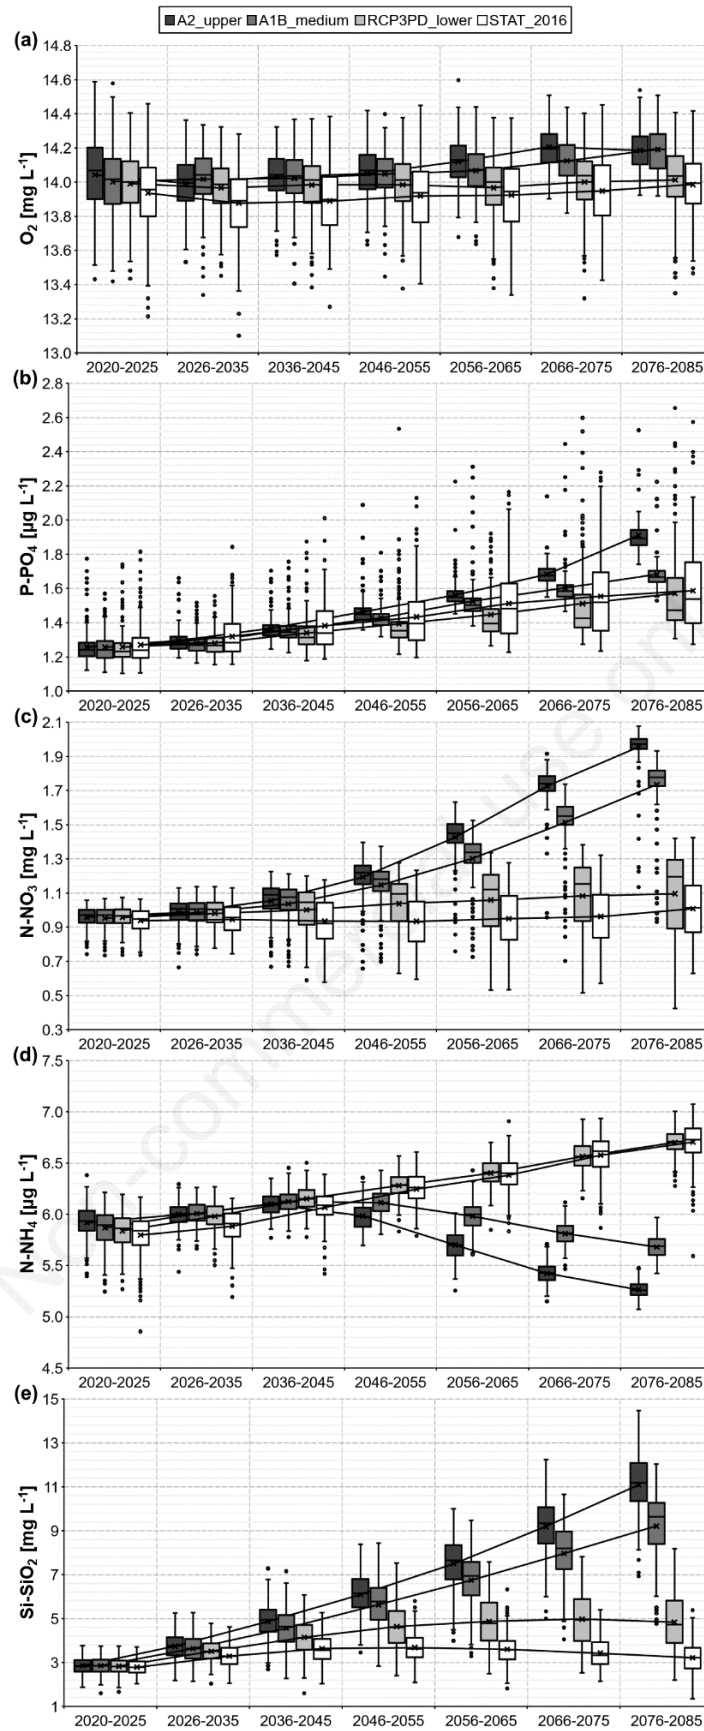 A2_upper A1B_medium RCP3PD_lower STAT_2016
(a)
O2 [mg L-1]
14.8
14.6
14.4
14.2
14.0
13.8
13.6
13.4
13.2
13.0
2020-2025 2026-2035 2036-2045 2046-2055 2056-2065 2066-2075 2076-2085
(b)
P-PO4 [µg L-1]
2.8
2.6
2.4
2.2
2.0
1.8
1.6
1.4
1.2
1.0
2020-2025 2026-2035 2036-2045 2046-2055 2056-2065 2066-2075 2076-2085
(c)
N-NO3 [mg L-1]
2.1
1.9
1.7
1.5
1.3
1.1
0.9
0.7
0.5
0.3
2020-2025 2026-2035 2036-2045 2046-2055 2056-2065 2066-2075 2076-2085
(d)
N-NH4 [µg L-1]
7.5
7.0
6.5
6.0
5.5
5.0
4.5
2020-2025 2026-2035 2036-2045 2046-2055 2056-2065 2066-2075 2076-2085
(e)
Si-SiO2 [mg L-1]
15
13
11
9
7
5
3
1
2020-2025 2026-2035 2036-2045 2046-2055 2056-2065 2066-2075 2076-2085